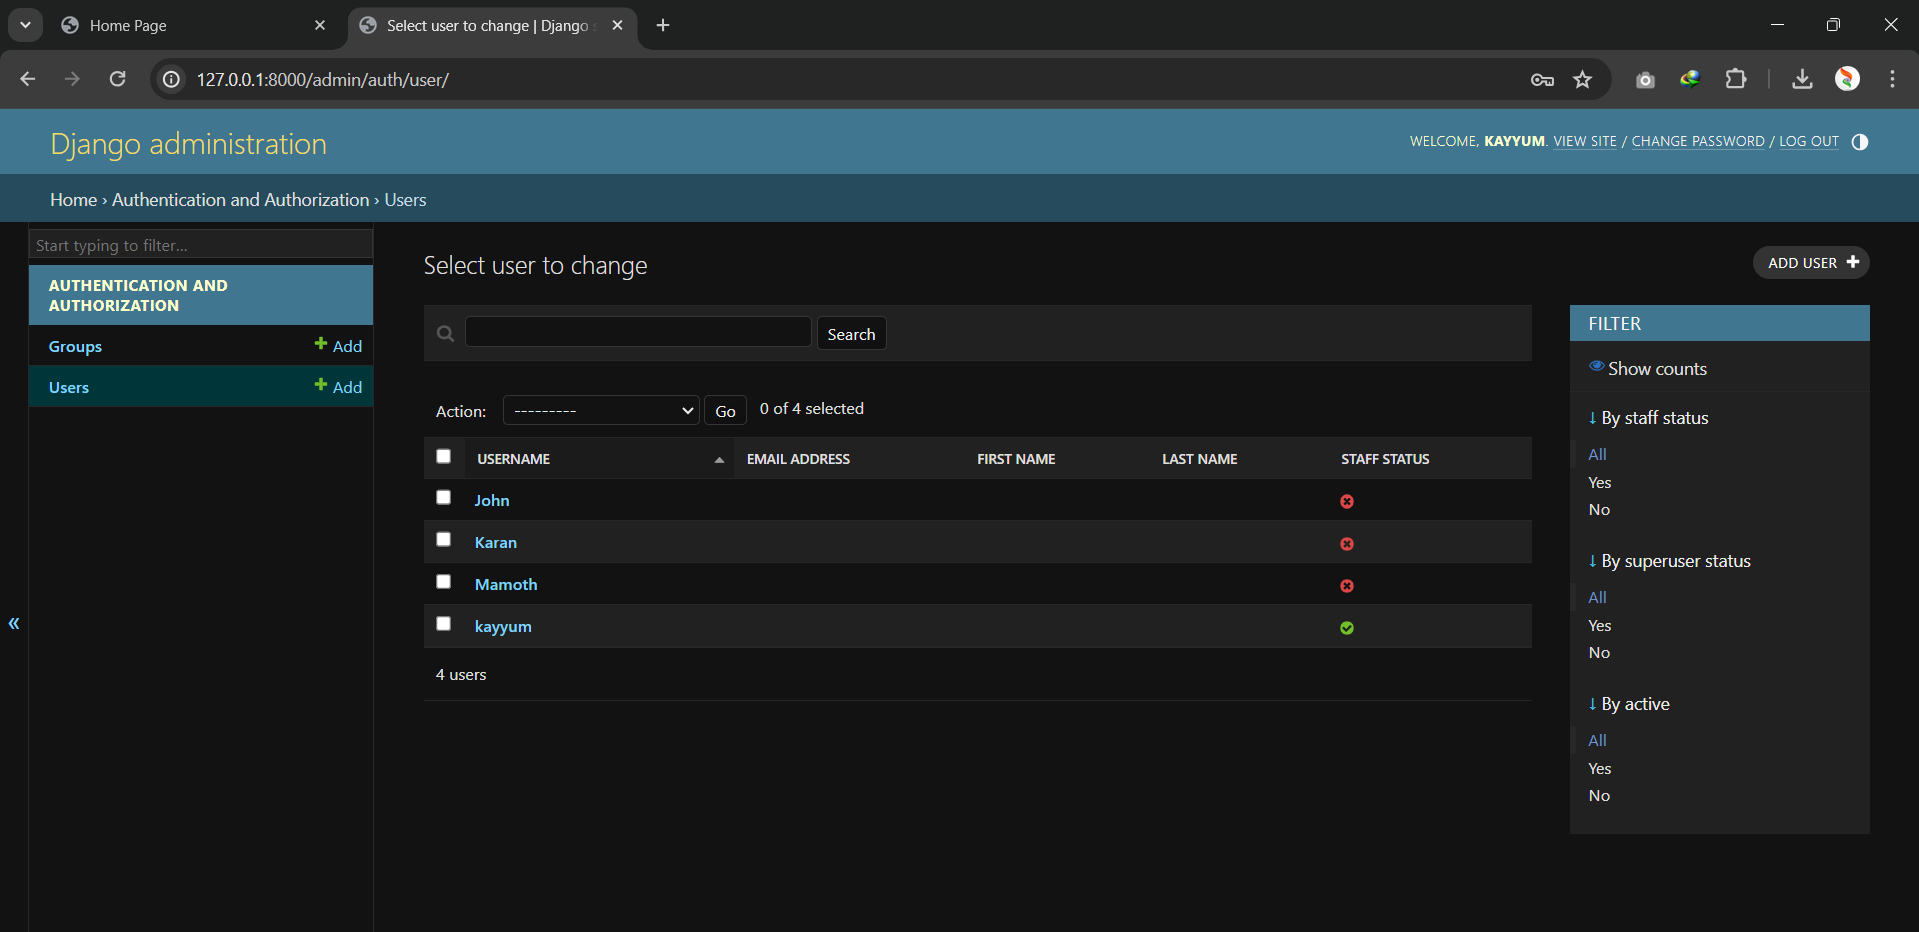 Home Page
Select user to change | Django s
127.0.0.1:8000/admin/auth/user/
Django administration
WELCOME, KAYYUM. VIEW SITE / CHANGE PASSWORD / LOG OUT
Home › Authentication and Authorization › Users
Start typing to filter...
AUTHENTICATION AND
AUTHORIZATION
Groups
+ Add
Users
+ Add
«
Select user to change
ADD USER +
Search
Action:
---------
Go
0 of 4 selected
USERNAME EMAIL ADDRESS FIRST NAME LAST NAME STAFF STATUS
John
Karan
Mamoth
kayyum
4 users
FILTER
Show counts
↓ By staff status
All
Yes
No
↓ By superuser status
All
Yes
No
↓ By active
All
Yes
No